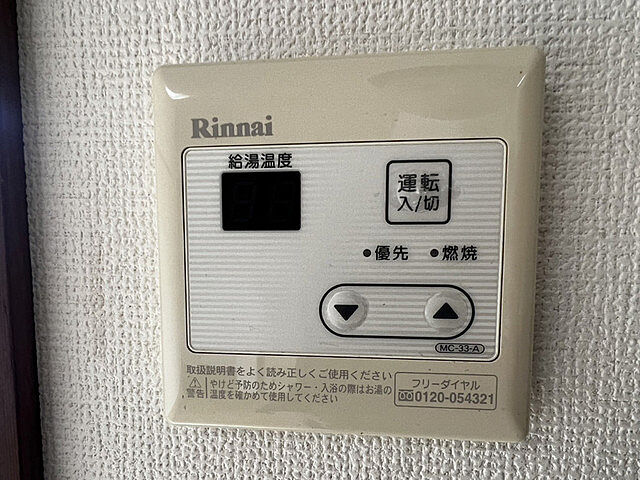 Rinnai
給湯温度
運転
入/切
●優先 ●燃焼
▼ ▲
MC-33-A
取扱説明書をよく読み正しくご使用ください
⚠警告 やけど予防のためシャワー・入浴の際はお湯の
温度を確かめて使用してください
フリーダイヤル
0120-054321